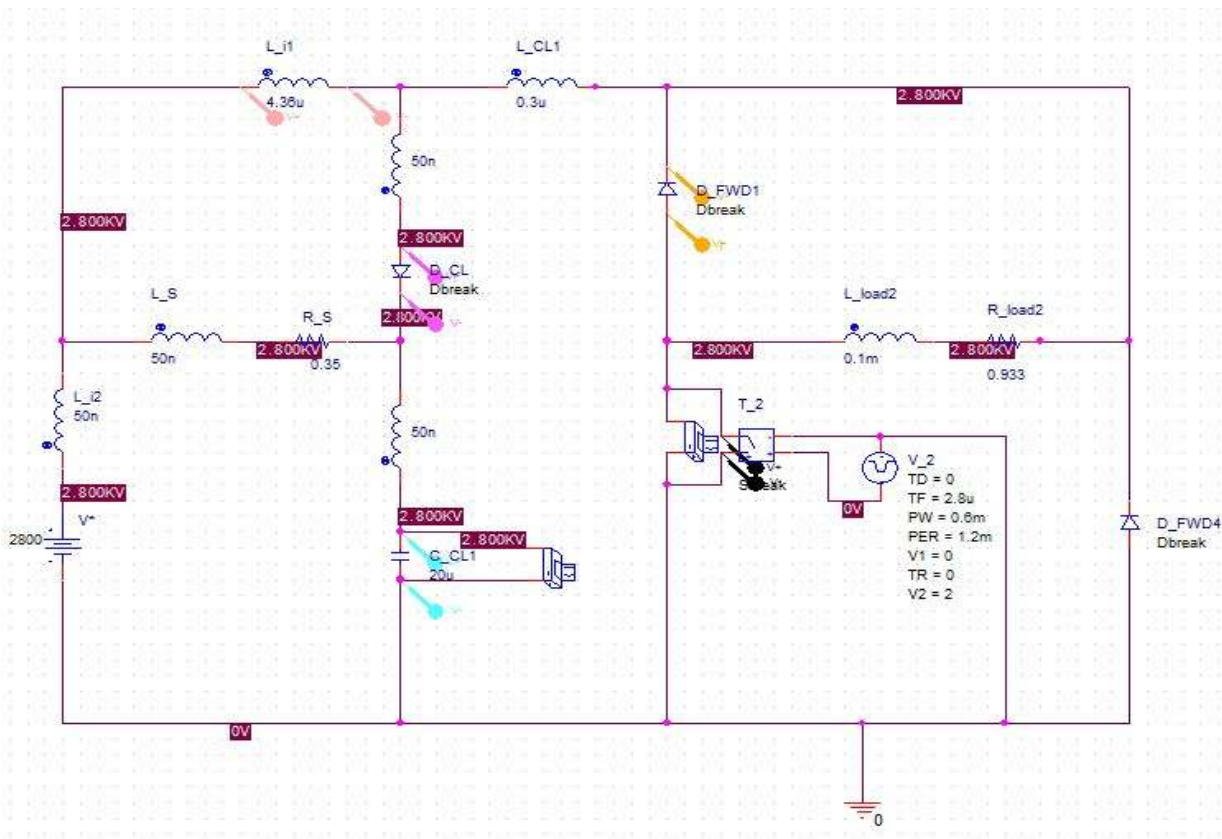 L_i1
4.36u
L_CL1
0.3u
2.800KV
50n
D_FWD1
Dbreak
2.800KV
2.800KV
D_CL
Dbreak
L_S
50n
R_S
2.800KV
0.35
L_load2
0.1m
R_load2
0.933
2.800KV
2.800KV
L_i2
50n
50n
T_2
V_2
TD = 0
TF = 2.8u
PW = 0.6m
PER = 1.2m
V1 = 0
TR = 0
V2 = 2
0V
2.800KV
V*
2800
2.800KV
2.800KV
C_CL1
20u
D_FWD4
Dbreak
0V
0